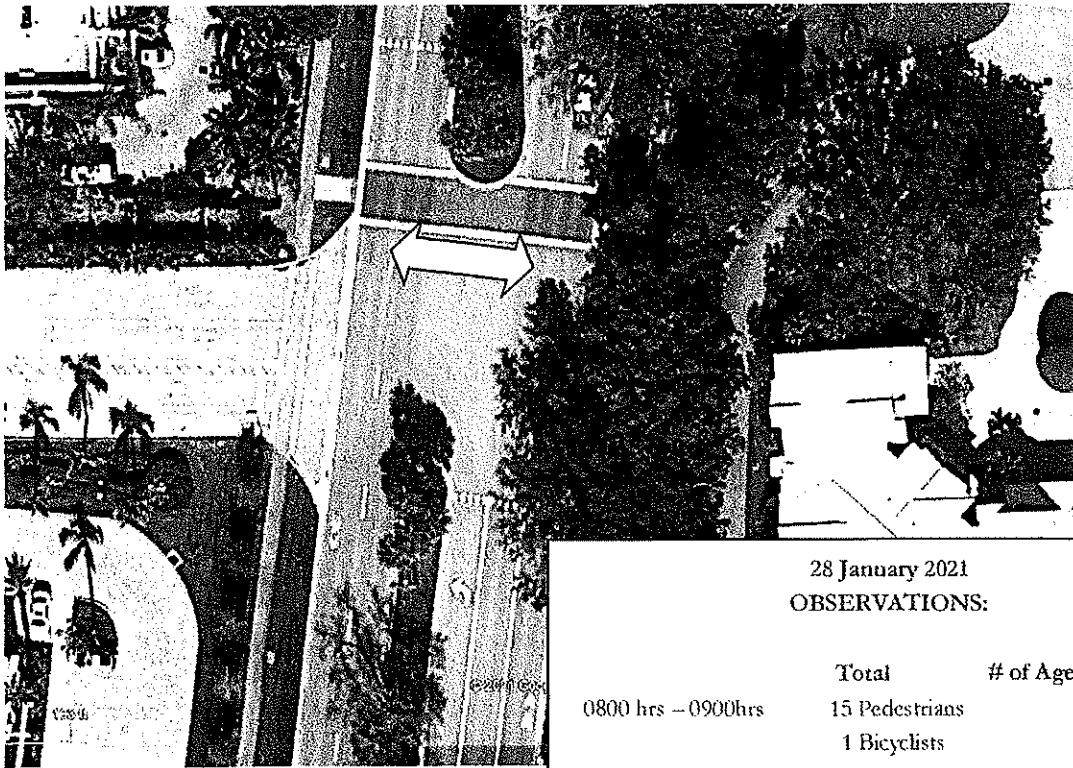 28 January 2021
OBSERVATIONS:
Total # of Age
0800 hrs – 0900hrs 15 Pedestrians
1 Bicyclists